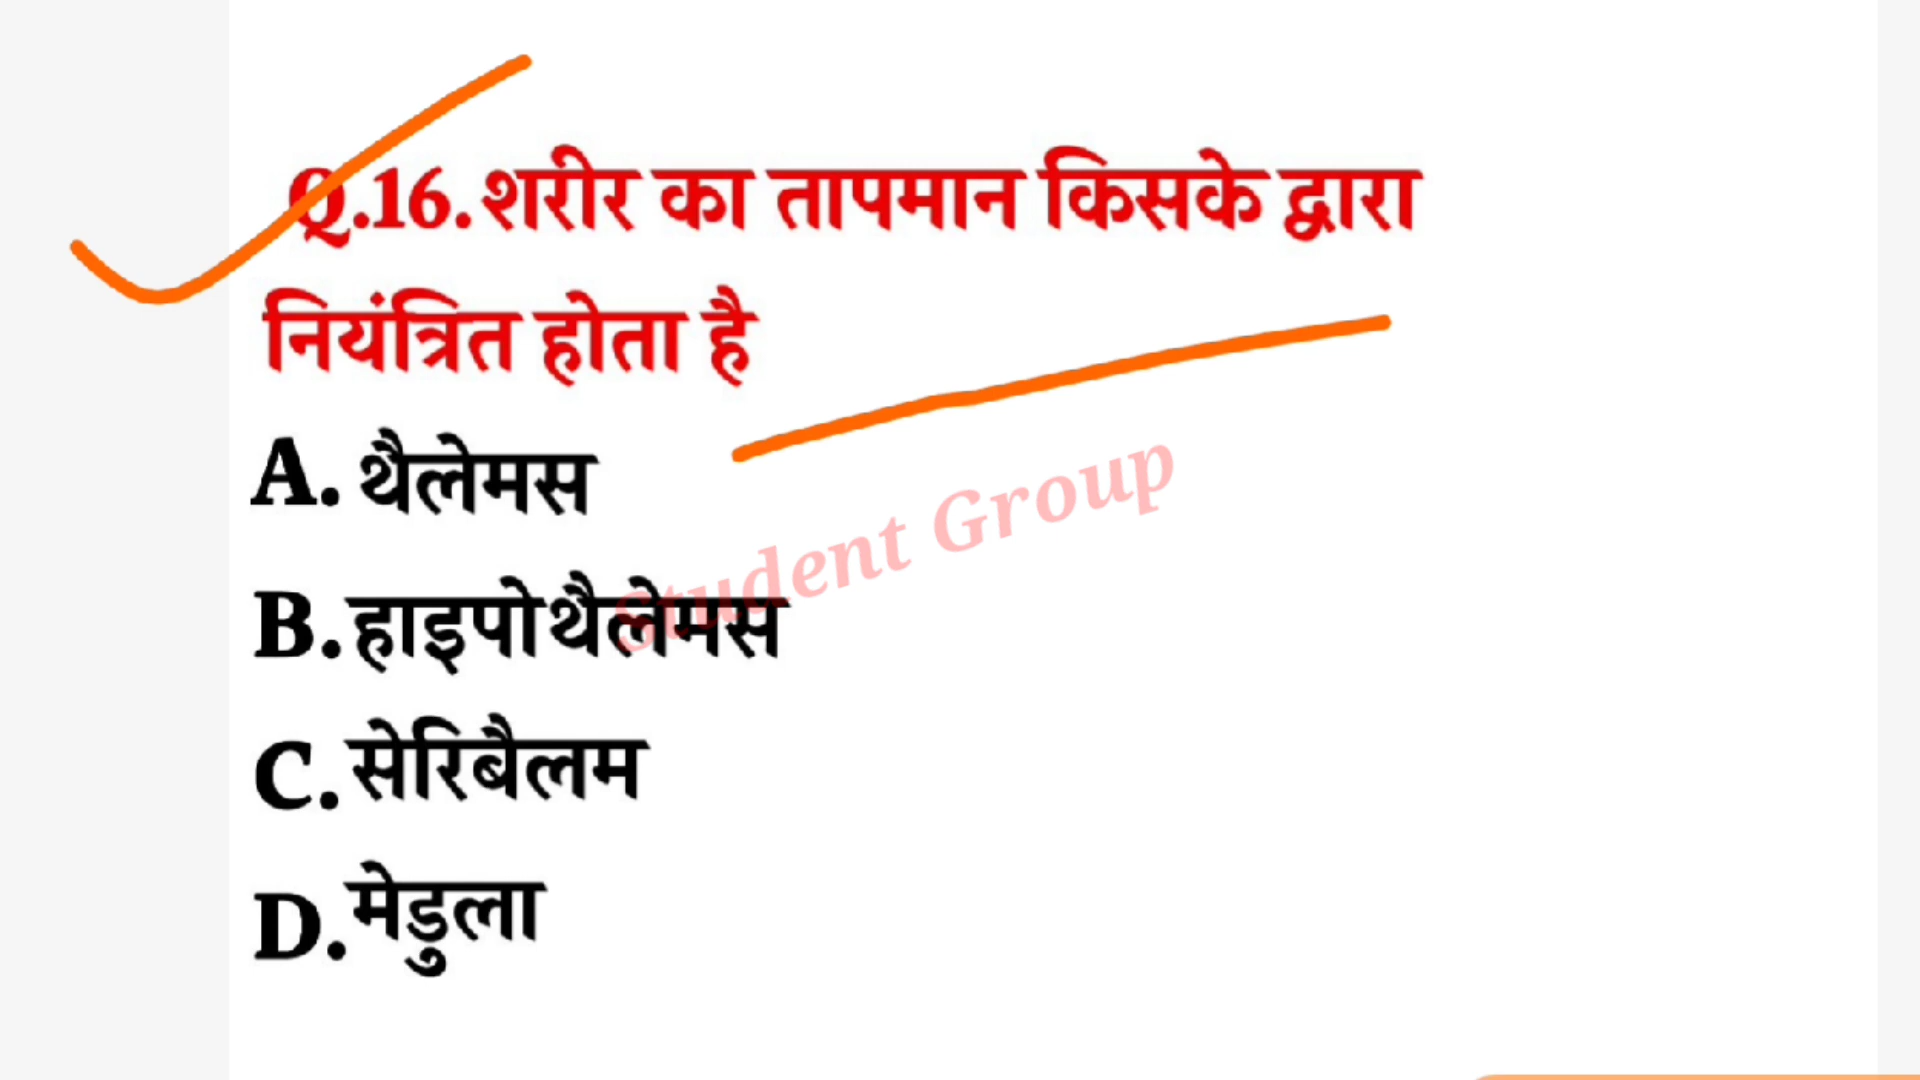 Q.16.शरीर का तापमान किसके द्वारा
नियंत्रित होता है
A. थैलेमस
Student Group
B.हाइपोथैलेमस
C.सेरिबैलम
D.मेडुला